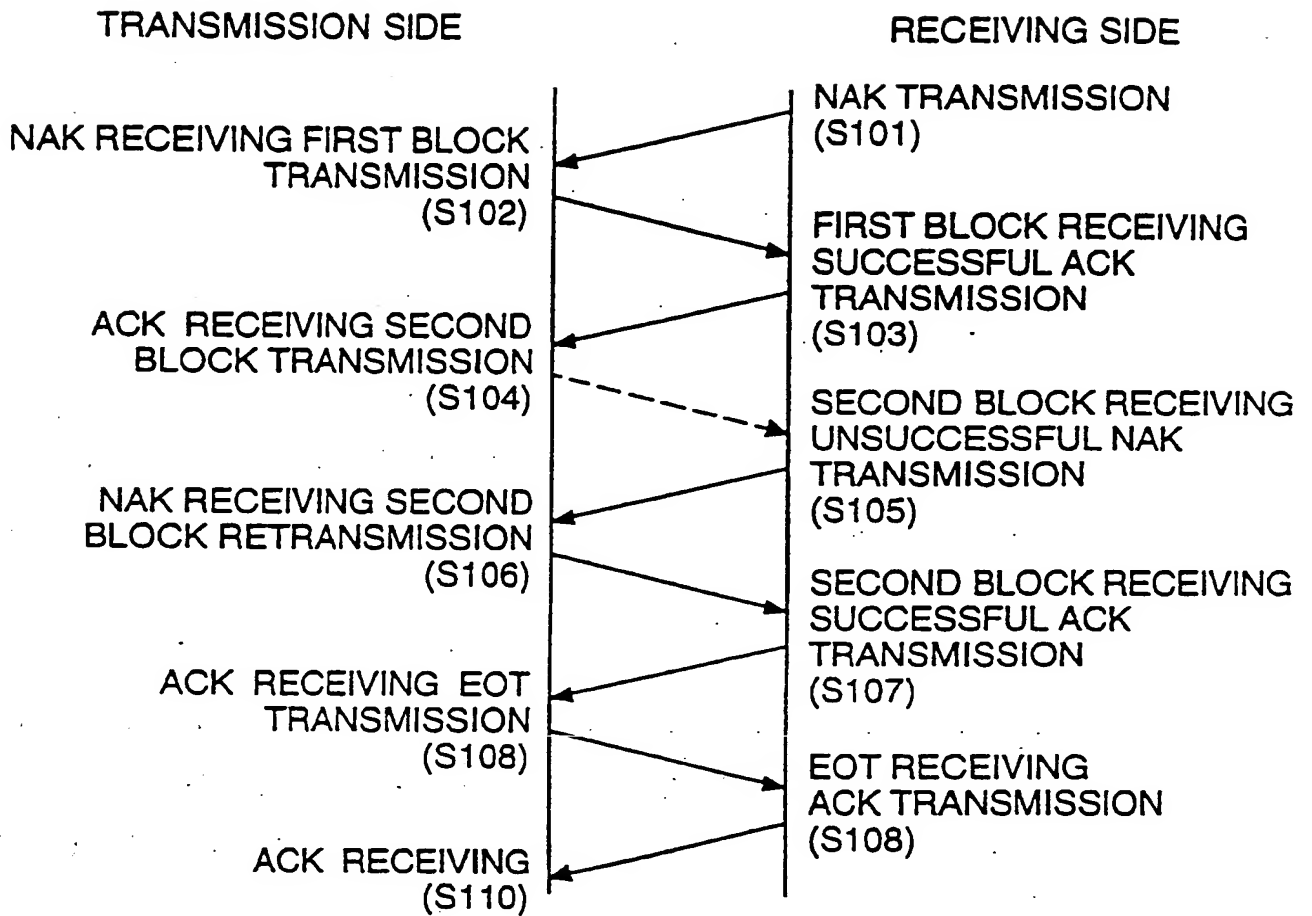 TRANSMISSION SIDE
RECEIVING SIDE
NAK TRANSMISSION
(S101)
NAK RECEIVING FIRST BLOCK
TRANSMISSION
(S102)
FIRST BLOCK RECEIVING
SUCCESSFUL ACK
TRANSMISSION
(S103)
ACK RECEIVING SECOND
BLOCK TRANSMISSION
(S104)
SECOND BLOCK RECEIVING
UNSUCCESSFUL NAK
TRANSMISSION
(S105)
NAK RECEIVING SECOND
BLOCK RETRANSMISSION
(S106)
SECOND BLOCK RECEIVING
SUCCESSFUL ACK
TRANSMISSION
(S107)
ACK RECEIVING EOT
TRANSMISSION
(S108)
EOT RECEIVING
ACK TRANSMISSION
(S108)
ACK RECEIVING
(S110)